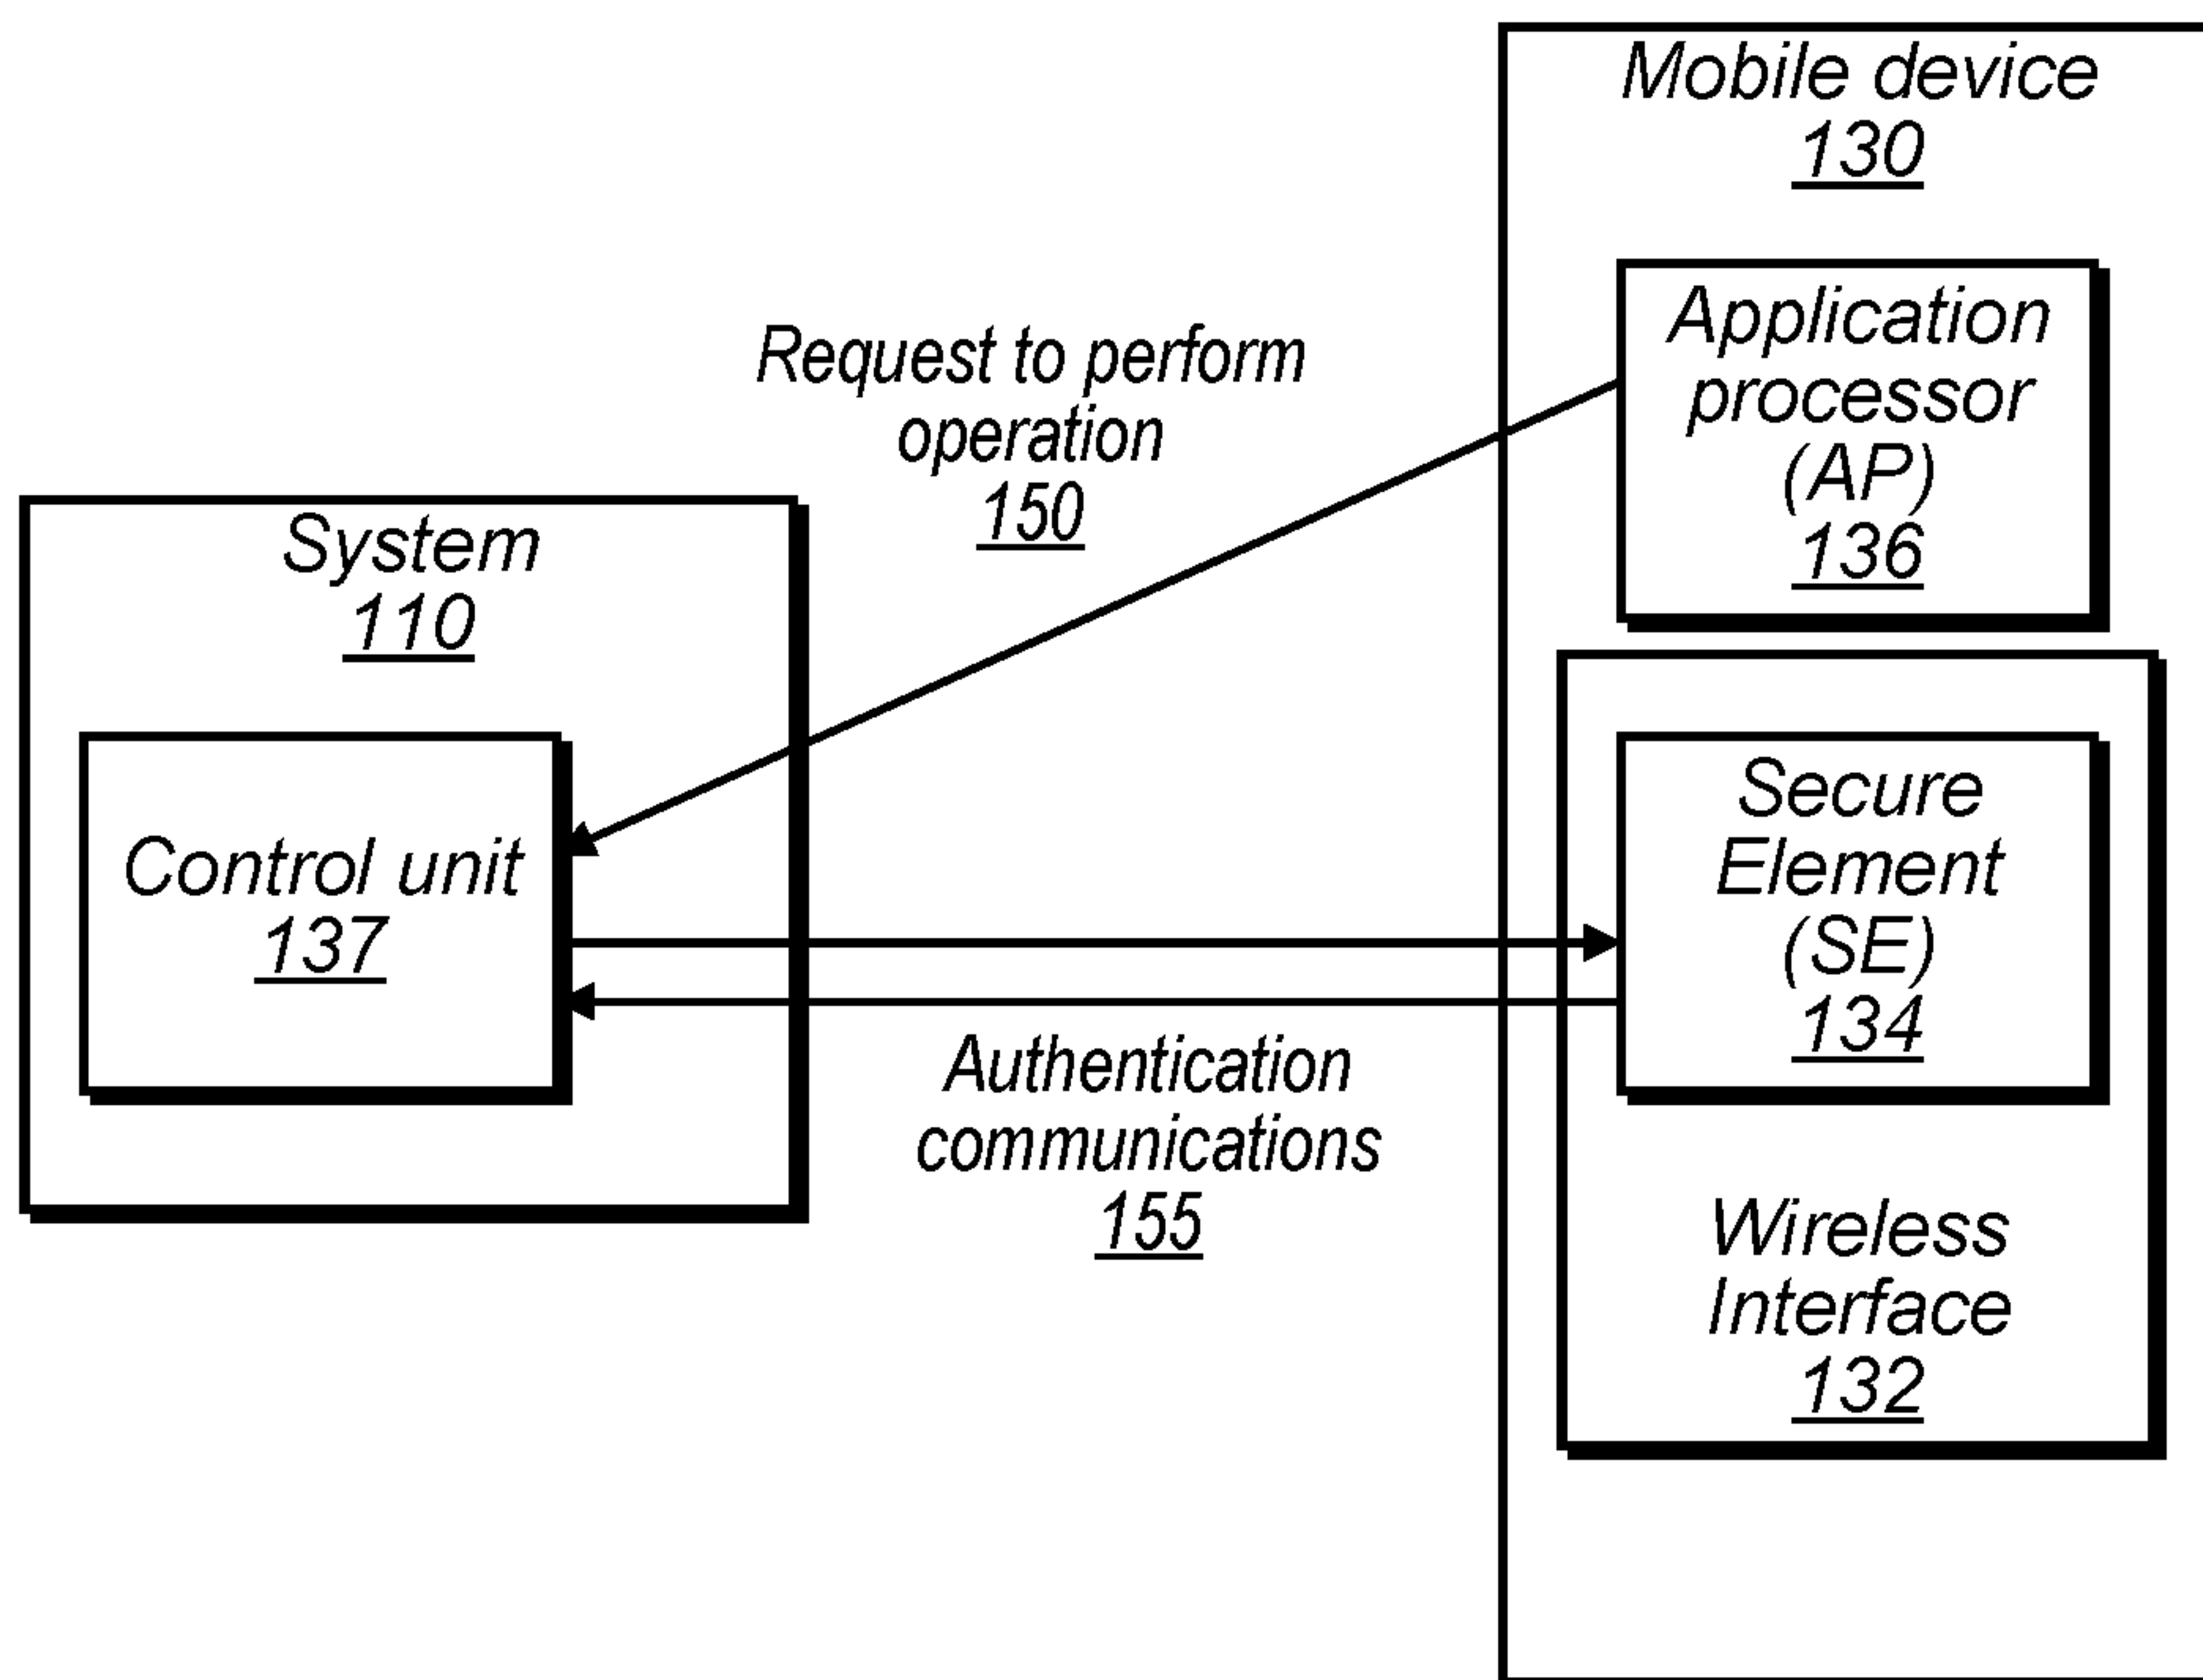 Mobile device
130
Application
processor
(AP)
136
Request to perform
operation
150
System
110
Control unit
137
Secure
Element
(SE)
134
Authentication
communications
155
Wireless
Interface
132